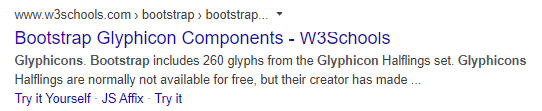 www.w3schools.com › bootstrap › bootstrap... ▼
Bootstrap Glyphicon Components - W3Schools
Glyphicons. Bootstrap includes 260 glyphs from the Glyphicon Halflings set. Glyphicons
Halflings are normally not available for free, but their creator has made ...
Try it Yourself · JS Affix · Try it